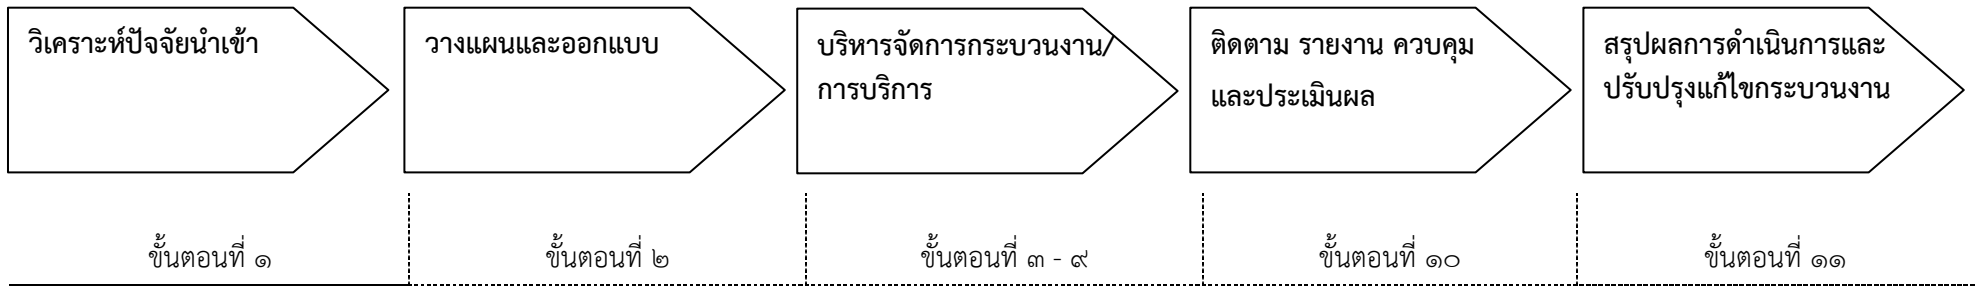 วิเคราะห์ปัจจัยนำเข้า
วางแผนและออกแบบ
บริหารจัดการกระบวนงาน/
การบริการ
ติดตาม รายงาน ควบคุม
และประเมินผล
สรุปผลการดำเนินการและ
ปรับปรุงแก้ไขกระบวนงาน
ขั้นตอนที่ ๑
ขั้นตอนที่ ๒
ขั้นตอนที่ ๓ - ๙
ขั้นตอนที่ ๑๐
ขั้นตอนที่ ๑๑